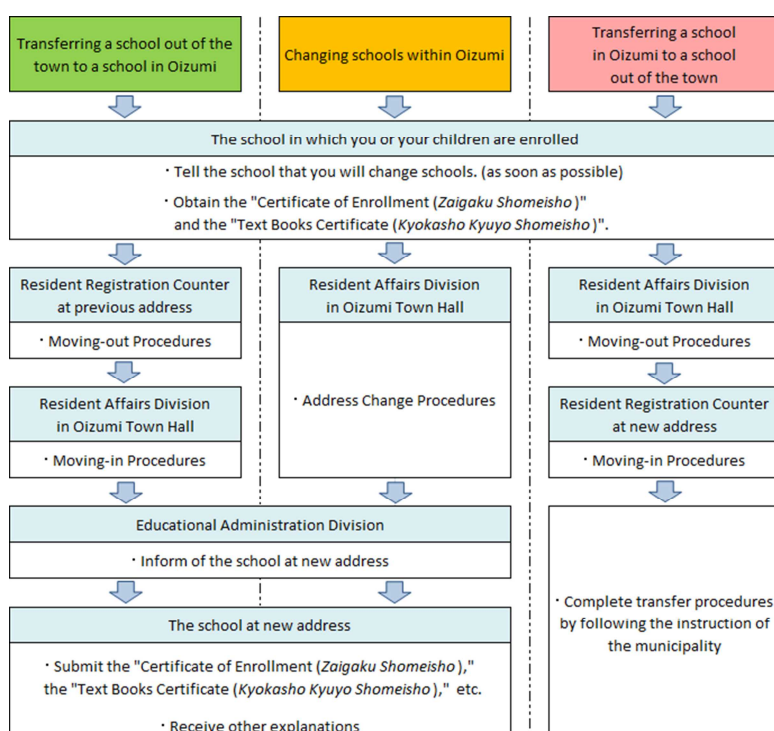 Transferring a school out of the
town to a school in Oizumi
Changing schools within Oizumi
Transferring a school
in Oizumi to a school
out of the town
The school in which you or your children are enrolled
・Tell the school that you will change schools. (as soon as possible)
・Obtain the "Certificate of Enrollment (Zaigaku Shomeisho)"
and the "Text Books Certificate (Kyokasho Kyuyo Shomeisho)".
Resident Registration Counter
at previous address
・Moving-out Procedures
Resident Affairs Division
in Oizumi Town Hall
・Moving-in Procedures
Resident Affairs Division
in Oizumi Town Hall
・Address Change Procedures
Resident Affairs Division
in Oizumi Town Hall
・Moving-out Procedures
Resident Registration Counter
at new address
・Moving-in Procedures
Educational Administration Division
・Inform of the school at new address
The school at new address
・Submit the "Certificate of Enrollment (Zaigaku Shomeisho),"
the "Text Books Certificate (Kyokasho Kyuyo Shomeisho)," etc.
・Receive other explanations
・Complete transfer procedures
by following the instruction of
the municipality